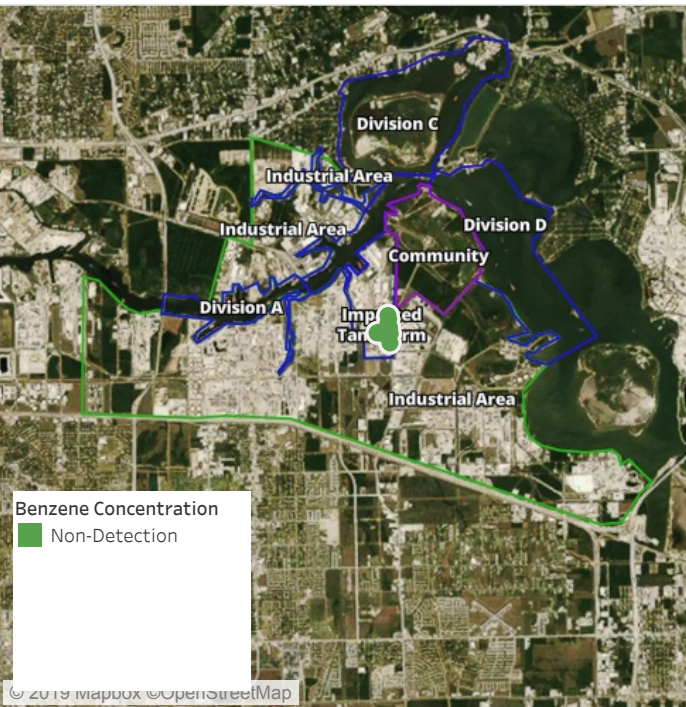 Division C
Industrial Area
Industrial Area
Division D
Community
Division A
Industrial Area
Benzene Concentration
Non-Detection
© 2019 Mapbox ©OpenStreetMap